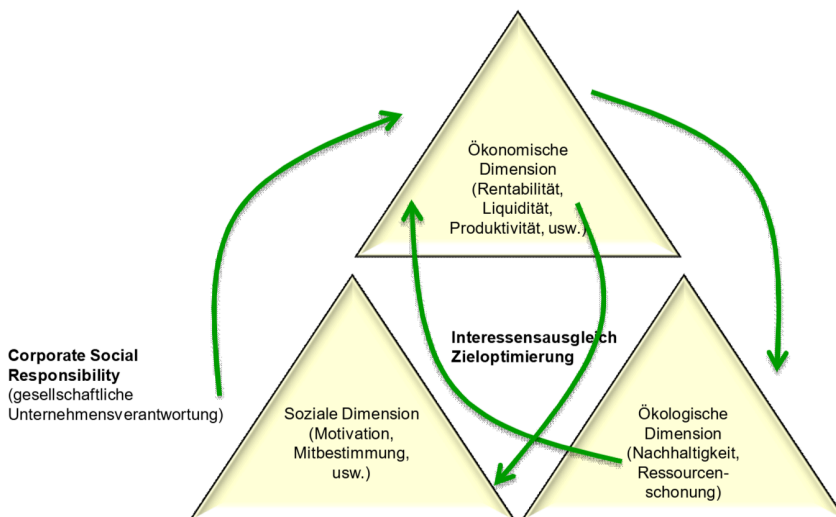 Ökonomische
Dimension
(Rentabilität,
Liquidität,
Produktivität, usw.)
Interessensausgleich
Zieloptimierung
Corporate Social
Responsibility
(gesellschaftliche
Unternehmensverantwortung)
Soziale Dimension
(Motivation,
Mitbestimmung,
usw.)
Ökologische
Dimension
(Nachhaltigkeit,
Ressourcen-
schonung)